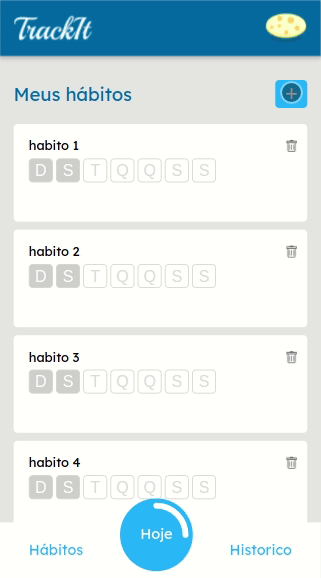 TrackIt
Meus hábitos
+
habito 1
D S T Q Q S S
habito 2
D S T Q Q S S
habito 3
D S T Q Q S S
habito 4
D S T Q Q S S
Hábitos
Hoje
Historico